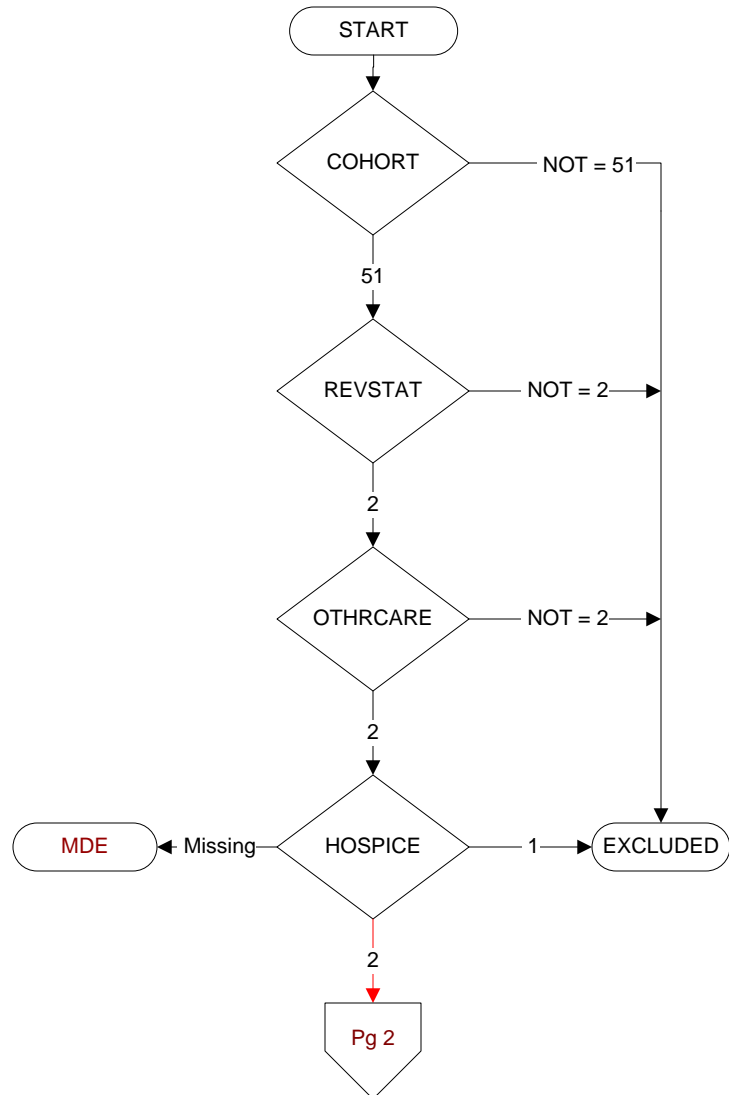 START
COHORT
NOT = 51
51
REVSTAT
NOT = 2
2
OTHRCARE
NOT = 2
2
MDE
Missing
HOSPICE
1
EXCLUDED
2
Pg 2